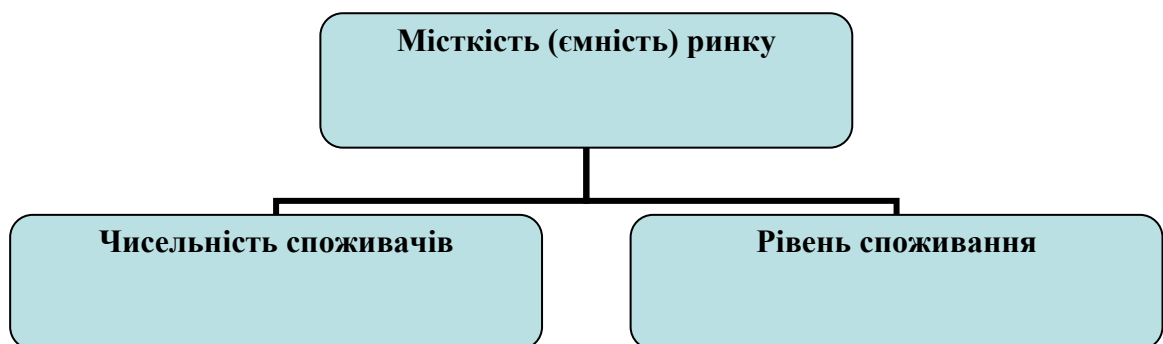 Місткість (ємність) ринку
Чисельність споживачів
Рівень споживання